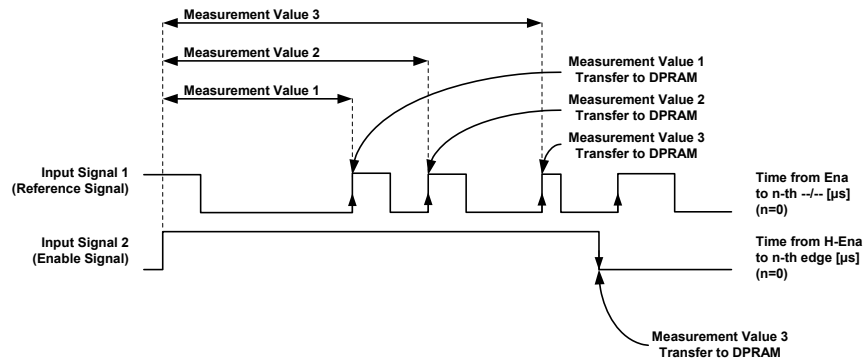 Measurement Value 3
Measurement Value 2
Measurement Value 1
Measurement Value 1
Transfer to DPRAM
Measurement Value 2
Transfer to DPRAM
Measurement Value 3
Transfer to DPRAM
Input Signal 1
(Reference Signal)
Time from Ena
to n-th --/-- [µs]
(n=0)
Input Signal 2
(Enable Signal)
Time from H-Ena
to n-th edge [µs]
(n=0)
Measurement Value 3
Transfer to DPRAM